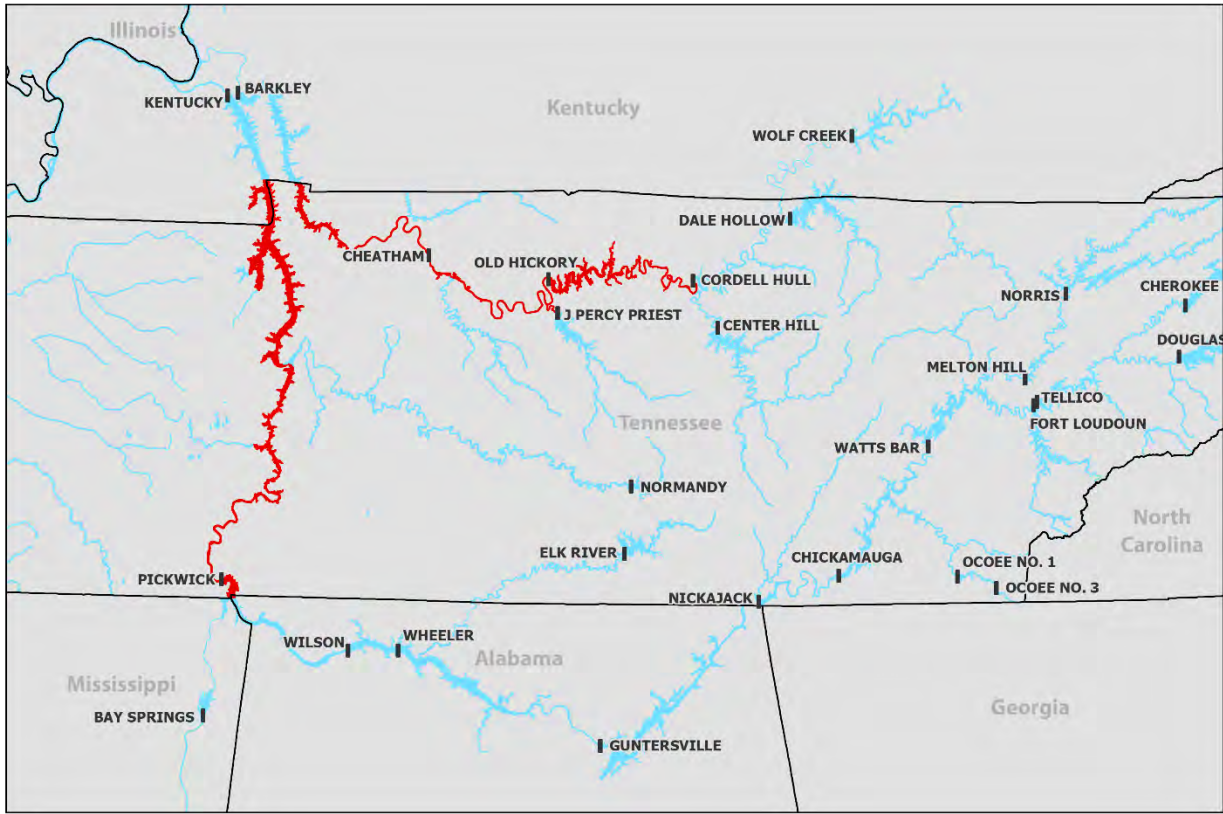 Illinois
BARKLEY
KENTUCKY
Kentucky
WOLF CREEK
DALE HOLLOW
CHEATHAM
OLD HICKORY
CORDELL HULL
J PERCY PRIEST
NORRIS
CHEROKEE
CENTER HILL
DOUGLAS
MELTON HILL
TELLICO
FORT LOUDOUN
Tennessee
WATTS BAR
NORMANDY
North
Carolina
ELK RIVER
CHICKAMAUGA
OCOEE NO. 1
OCOEE NO. 3
PICKWICK
NICKAJACK
WILSON
WHEELER
Alabama
Mississippi
BAY SPRINGS
Georgia
GUNTERSVILLE